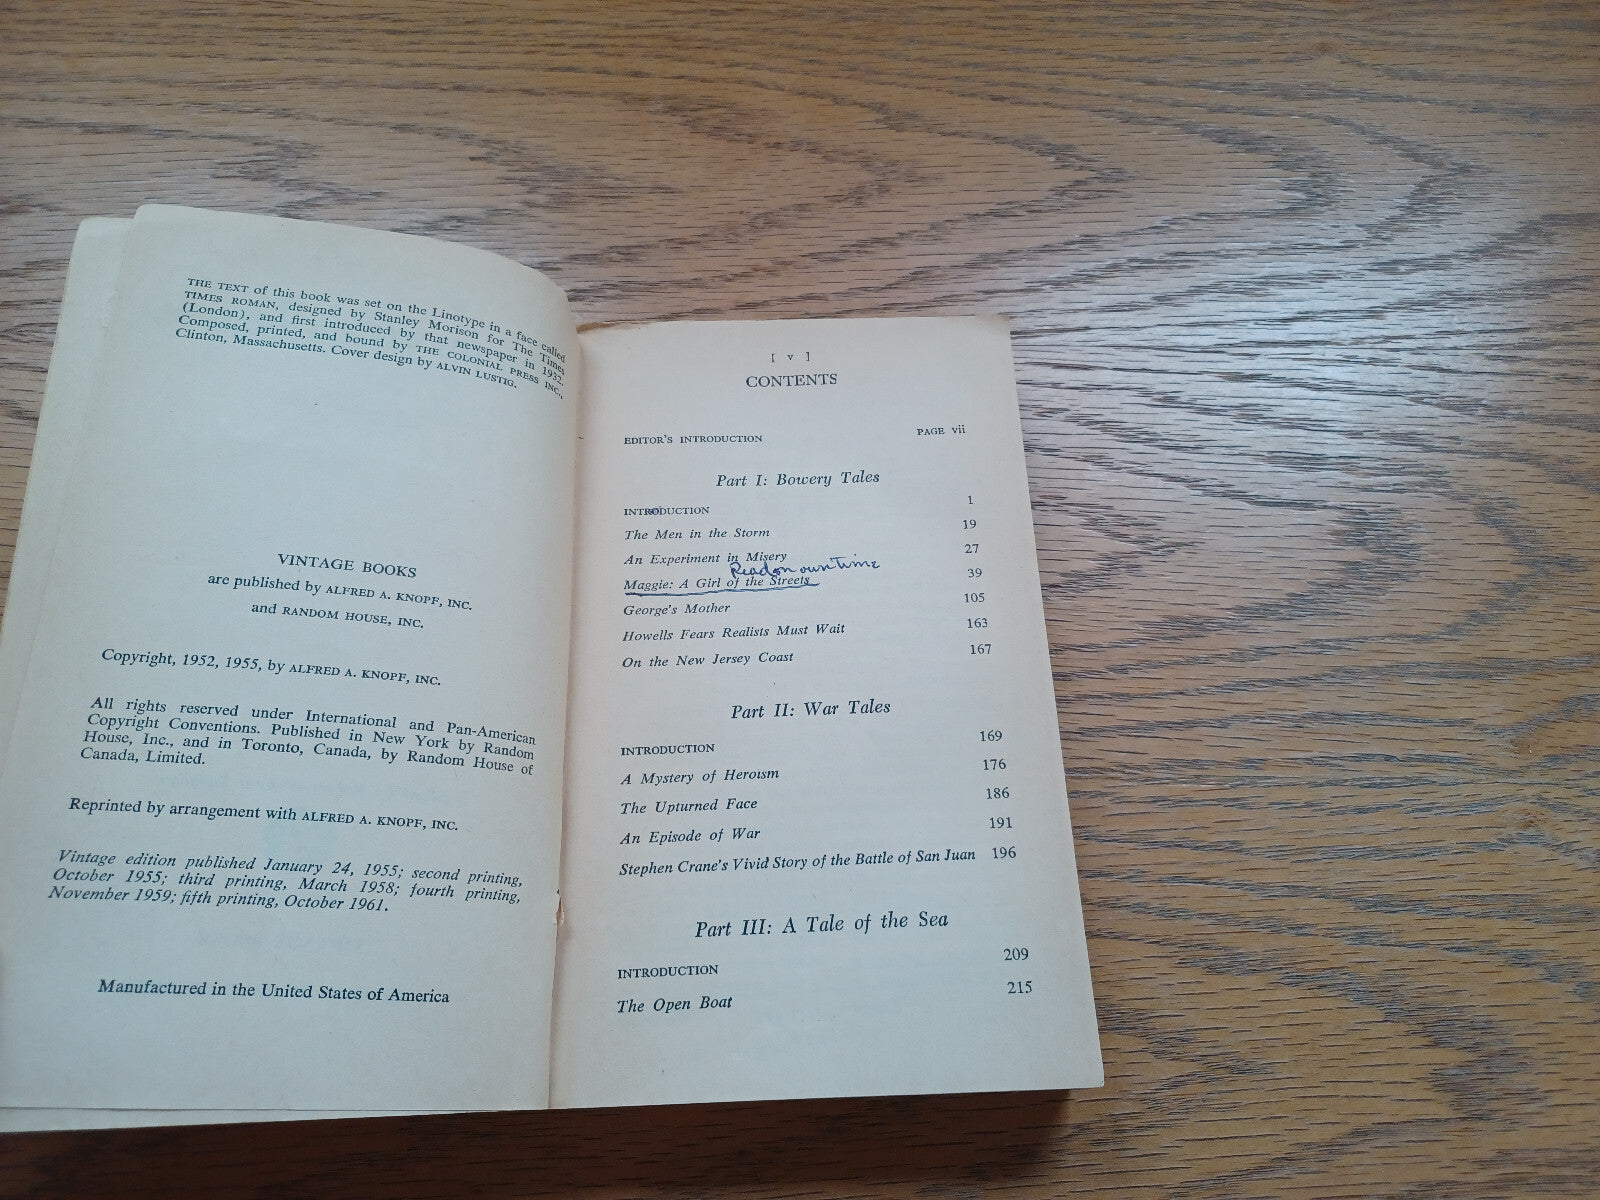 THE TEXT of this book was set on the Linotype in a face called
TIMES ROMAN, designed by Stanley Morison for The Times
(London), and first introduced by that newspaper in 1932.
Composed, printed, and bound by THE COLONIAL PRESS INC.,
Clinton, Massachusetts. Cover design by ALVIN LUSTIG.
VINTAGE BOOKS
are published by ALFRED A. KNOPF, INC.
and RANDOM HOUSE, INC.
Copyright, 1952, 1955, by ALFRED A. KNOPF, INC.
All rights reserved under International and Pan-American
Copyright Conventions. Published in New York by Random
House, Inc., and in Toronto, Canada, by Random House of
Canada, Limited.
Reprinted by arrangement with ALFRED A. KNOPF, INC.
Vintage edition published January 24, 1955; second printing,
October 1955; third printing, March 1958; fourth printing,
November 1959; fifth printing, October 1961.
Manufactured in the United States of America
[ v ]
CONTENTS
EDITOR'S INTRODUCTION PAGE vii
Part I: Bowery Tales
INTRODUCTION 1
The Men in the Storm 19
An Experiment in Misery 27
Read on own time
Maggie: A Girl of the Streets 39
George's Mother 105
Howells Fears Realists Must Wait 163
On the New Jersey Coast 167
Part II: War Tales
INTRODUCTION 169
A Mystery of Heroism 176
The Upturned Face 186
An Episode of War 191
Stephen Crane's Vivid Story of the Battle of San Juan 196
Part III: A Tale of the Sea
INTRODUCTION 209
The Open Boat 215